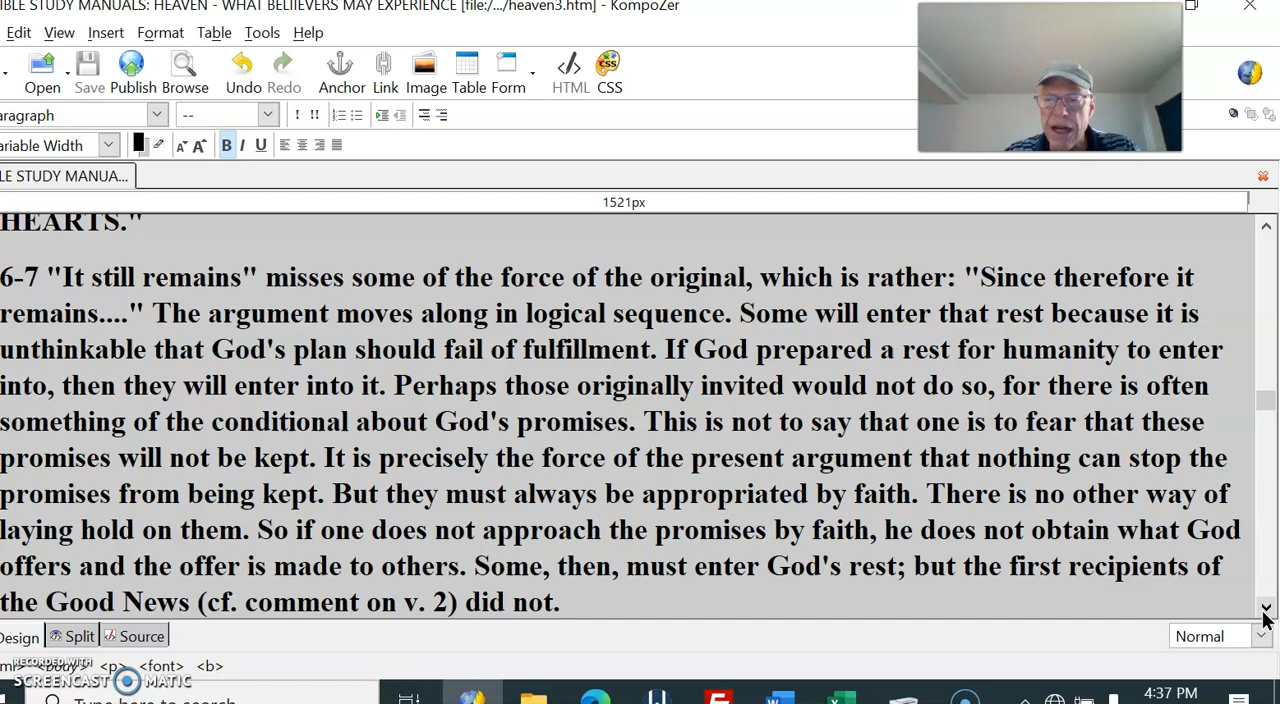 IBLE STUDY MANUALS: HEAVEN - WHAT BELIIEVERS MAY EXPERIENCE [file:/.../heaven3.htm] - KompoZer
Edit View Insert Format Table Tools Help
Open Save Publish Browse Undo Redo Anchor Link Image Table Form HTML CSS
aragraph --
ariable Width B I U
LE STUDY MANUA...
1521px
HEARTS."
6-7 "It still remains" misses some of the force of the original, which is rather: "Since therefore it
remains...." The argument moves along in logical sequence. Some will enter that rest because it is
unthinkable that God's plan should fail of fulfillment. If God prepared a rest for humanity to enter
into, then they will enter into it. Perhaps those originally invited would not do so, for there is often
something of the conditional about God's promises. This is not to say that one is to fear that these
promises will not be kept. It is precisely the force of the present argument that nothing can stop the
promises from being kept. But they must always be appropriated by faith. There is no other way of
laying hold on them. So if one does not approach the promises by faith, he does not obtain what God
offers and the offer is made to others. Some, then, must enter God's rest; but the first recipients of
the Good News (cf. comment on v. 2) did not.
Design Split Source Normal
<body> <p> <font> <b>
RECORDED WITH
SCREENCAST MATIC
Type here to search 4:37 PM